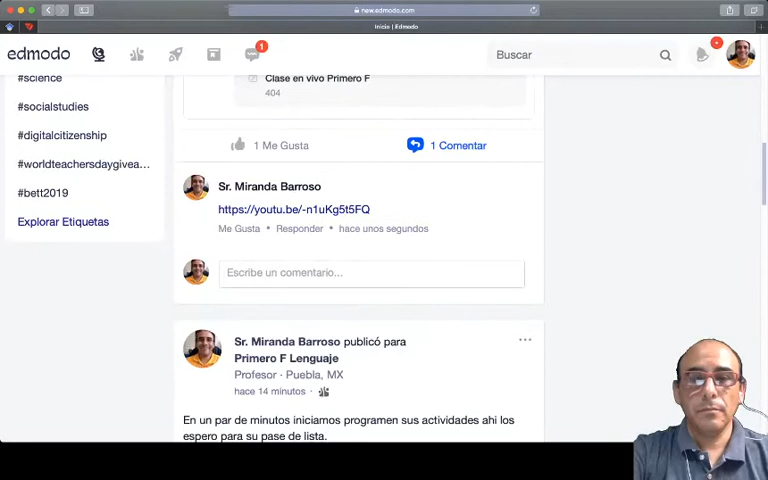 new.edmodo.com
Inicio | Edmodo
edmodo
1
Buscar
#science
#socialstudies
#digitalcitizenship
#worldteachersdaygivea...
#bett2019
Explorar Etiquetas
Clase en vivo Primero F
404
1 Me Gusta
1 Comentar
Sr. Miranda Barroso
https://youtu.be/-n1uKg5t5FQ
Me Gusta • Responder • hace unos segundos
Escribe un comentario...
Sr. Miranda Barroso publicó para
Primero F Lenguaje
Profesor · Puebla, MX
hace 14 minutos ·
En un par de minutos iniciamos programen sus actividades ahi los
espero para su pase de lista.